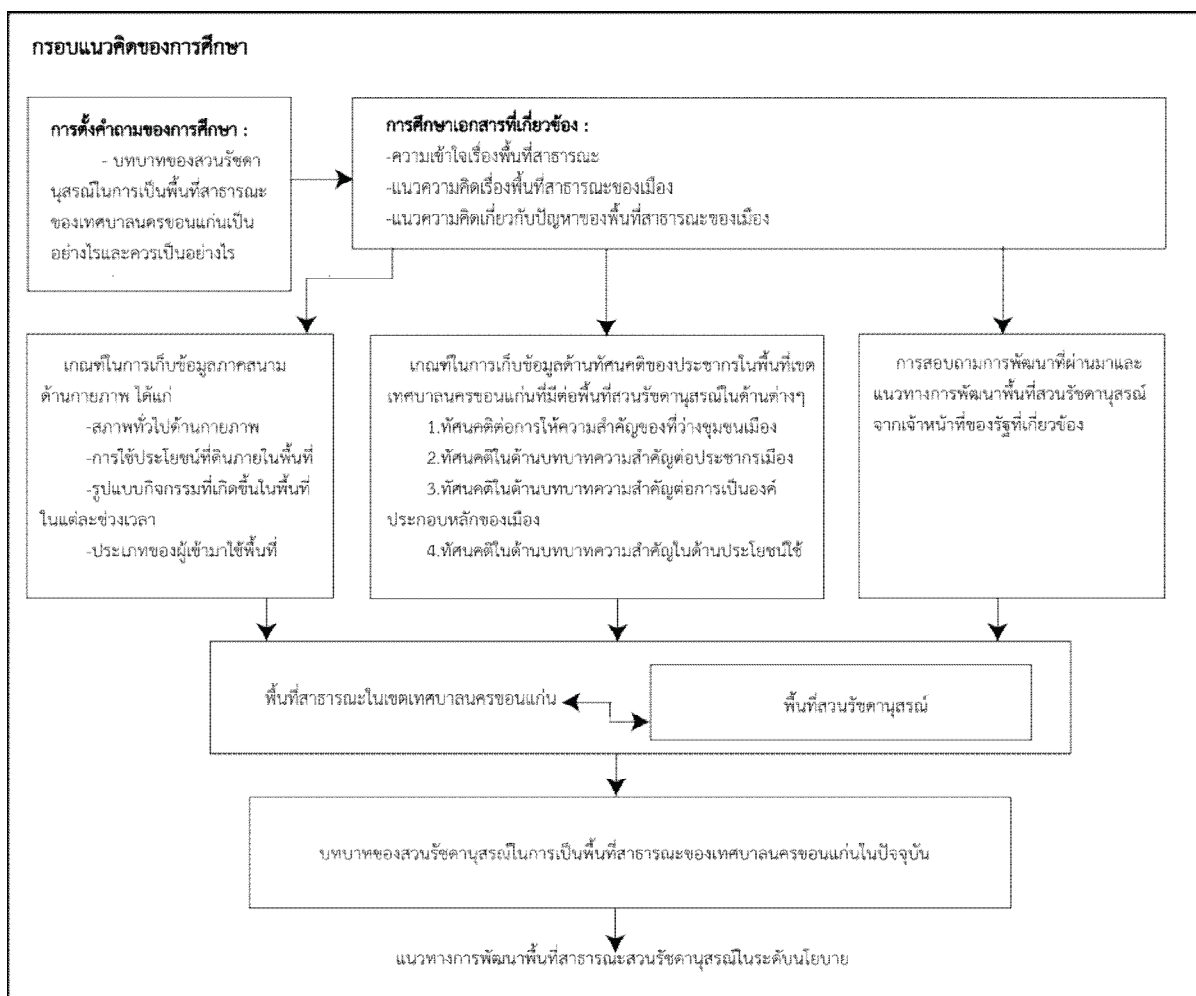 กรอบแนวคิดของการศึกษา
การตั้งคำถามของการศึกษา :
- บทบาทของสวนรัชดา
นุสรณ์ในการเป็นพื้นที่สาธารณะ
ของเทศบาลนครขอนแก่นเป็น
อย่างไรและควรเป็นอย่างไร
การศึกษาเอกสารที่เกี่ยวข้อง :
-ความเข้าใจเรื่องพื้นที่สาธารณะ
-แนวความคิดเรื่องพื้นที่สาธารณะของเมือง
-แนวความคิดเกี่ยวกับปัญหาของพื้นที่สาธารณะของเมือง
เกณฑ์ในการเก็บข้อมูลภาคสนาม
ด้านกายภาพ ได้แก่
-สภาพทั่วไปด้านกายภาพ
-การใช้ประโยชน์ที่ดินภายในพื้นที่
-รูปแบบกิจกรรมที่เกิดขึ้นในพื้นที่
ในแต่ละช่วงเวลา
-ประเภทของผู้เข้ามาใช้พื้นที่
เกณฑ์ในการเก็บข้อมูลด้านทัศนคติของประชากรในพื้นที่เขต
เทศบาลนครขอนแก่นที่มีต่อพื้นที่สวนรัชดานุสรณ์ในด้านต่างๆ
1.ทัศนคติต่อการให้ความสำคัญของที่ว่างชุมชนเมือง
2.ทัศนคติในด้านบทบาทความสำคัญต่อประชากรเมือง
3.ทัศนคติในด้านบทบาทความสำคัญต่อการเป็นองค์
ประกอบหลักของเมือง
4.ทัศนคติในด้านบทบาทความสำคัญในด้านประโยชน์ใช้
การสอบถามการพัฒนาที่ผ่านมาและ
แนวทางการพัฒนาพื้นที่สวนรัชดานุสรณ์
จากเจ้าหน้าที่ของรัฐที่เกี่ยวข้อง
พื้นที่สาธารณะในเขตเทศบาลนครขอนแก่น
พื้นที่สวนรัชดานุสรณ์
บทบาทของสวนรัชดานุสรณ์ในการเป็นพื้นที่สาธารณะของเทศบาลนครขอนแก่นในปัจจุบัน
แนวทางการพัฒนาพื้นที่สาธารณะสวนรัชดานุสรณ์ในระดับนโยบาย